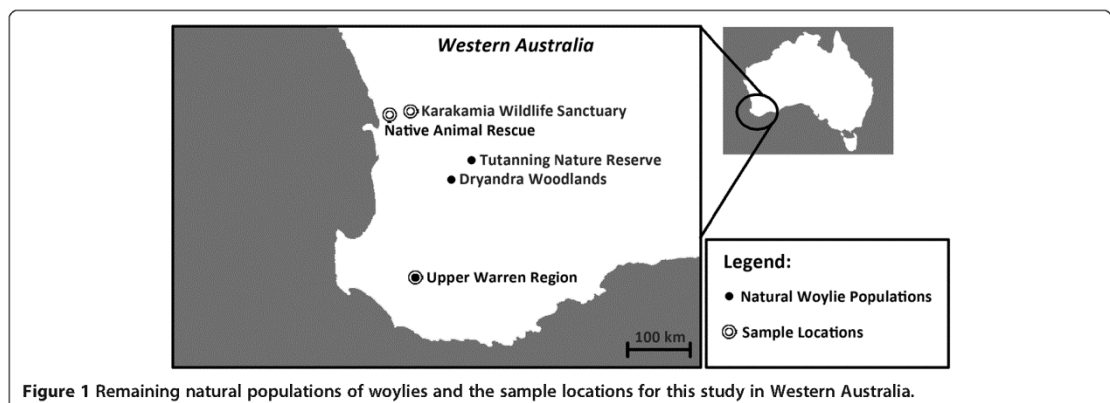 Western Australia
Karakamia Wildlife Sanctuary
Native Animal Rescue
Tutanning Nature Reserve
Dryandra Woodlands
Upper Warren Region
100 km
Legend:
Natural Woylie Populations
Sample Locations
Figure 1 Remaining natural populations of woylies and the sample locations for this study in Western Australia.